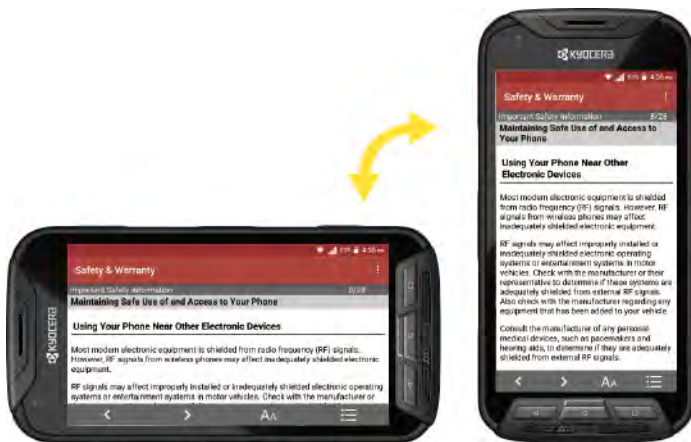 KYOCERA
4:56 PM
Safety & Warranty
Important Safety Information 8/28
Maintaining Safe Use of and Access to
Your Phone
Using Your Phone Near Other
Electronic Devices
Most modern electronic equipment is shielded
from radio frequency (RF) signals. However, RF
signals from wireless phones may affect
inadequately shielded electronic equipment.
RF signals may affect improperly installed or
inadequately shielded electronic operating
systems or entertainment systems in motor
vehicles. Check with the manufacturer or their
representative to determine if these systems are
adequately shielded from external RF signals.
Also check with the manufacturer regarding any
equipment that has been added to your vehicle.
Consult the manufacturer of any personal
medical devices, such as pacemakers and
hearing aids, to determine if they are adequately
shielded from external RF signals.
AA
KYOCERA
4:56 PM
Safety & Warranty
Important Safety Information 8/28
Maintaining Safe Use of and Access to Your Phone
Using Your Phone Near Other Electronic Devices
Most modern electronic equipment is shielded from radio frequency (RF) signals.
However, RF signals from wireless phones may affect inadequately shielded electronic
equipment.
RF signals may affect improperly installed or inadequately shielded electronic operating
systems or entertainment systems in motor vehicles. Check with the manufacturer or
AA